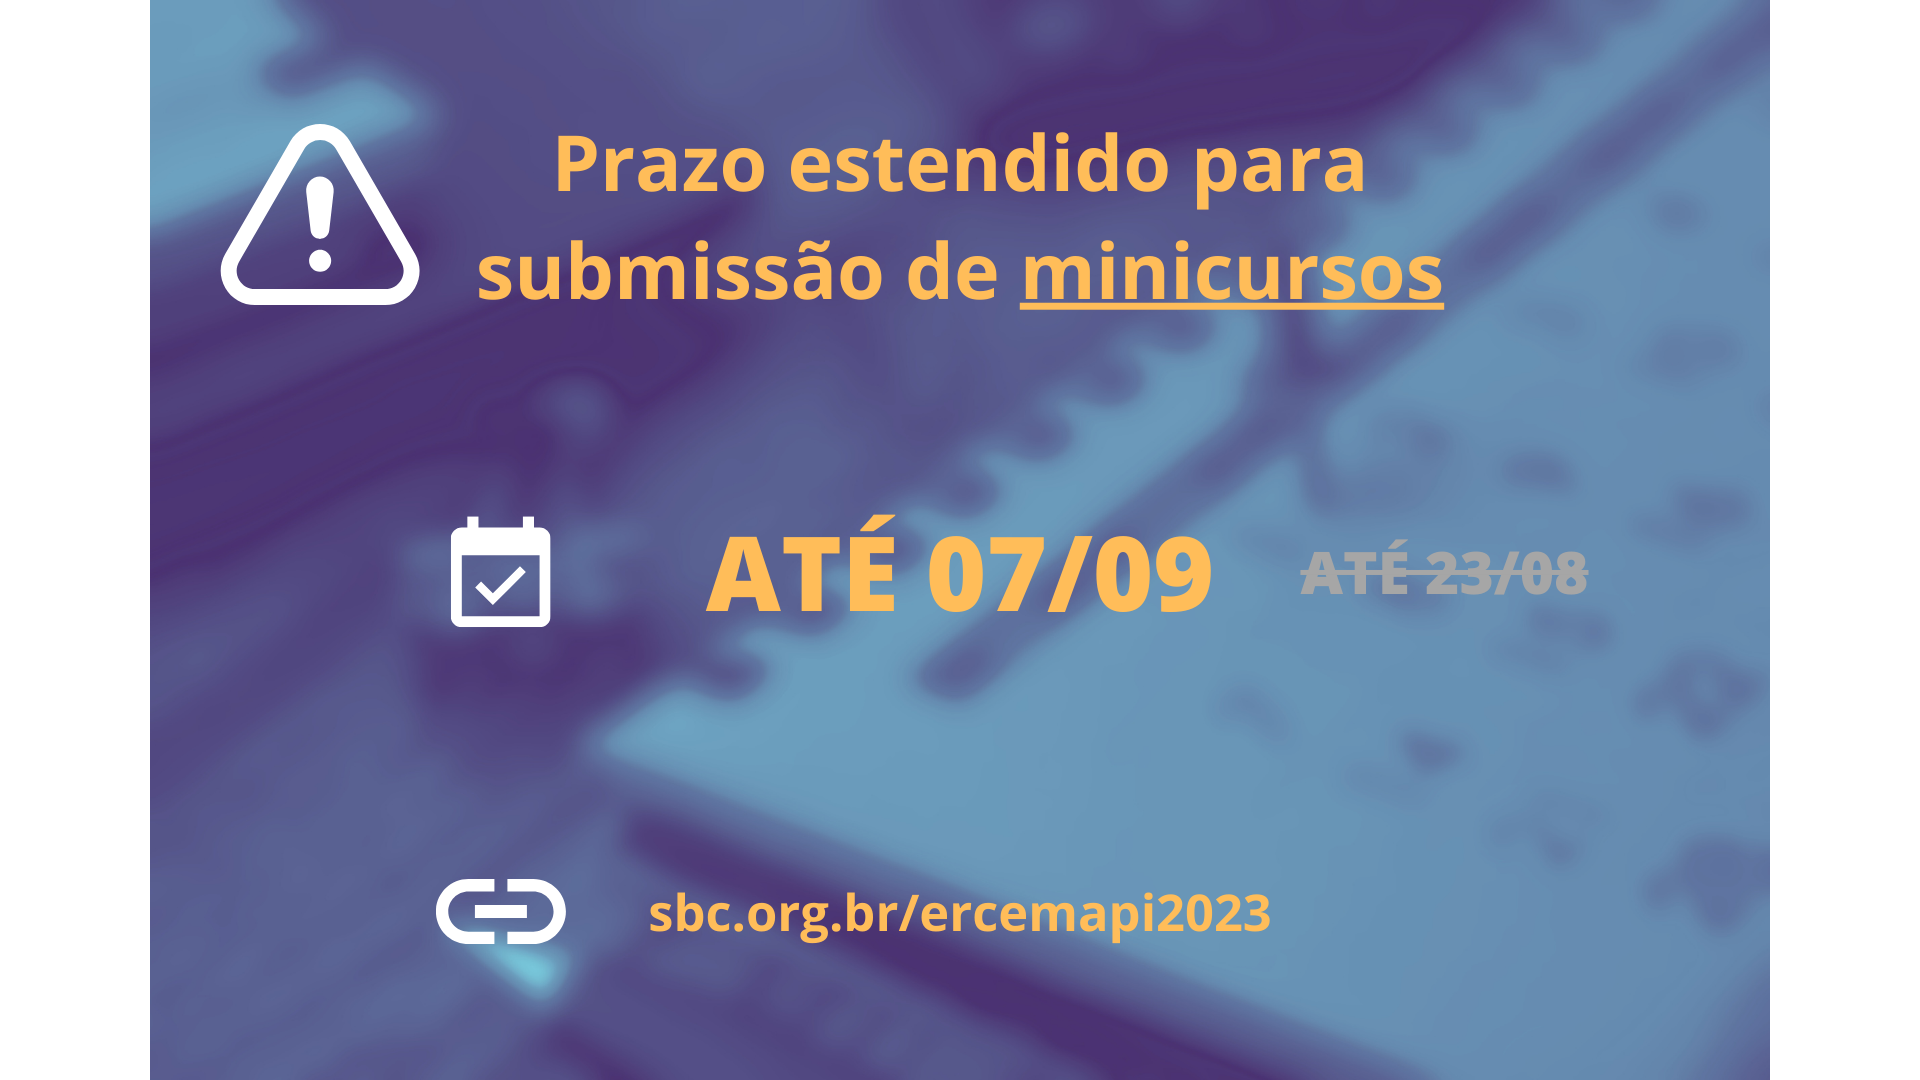 Prazo estendido para
submissão de minicursos
ATÉ 07/09
ATÉ 23/08
sbc.org.br/ercemapi2023